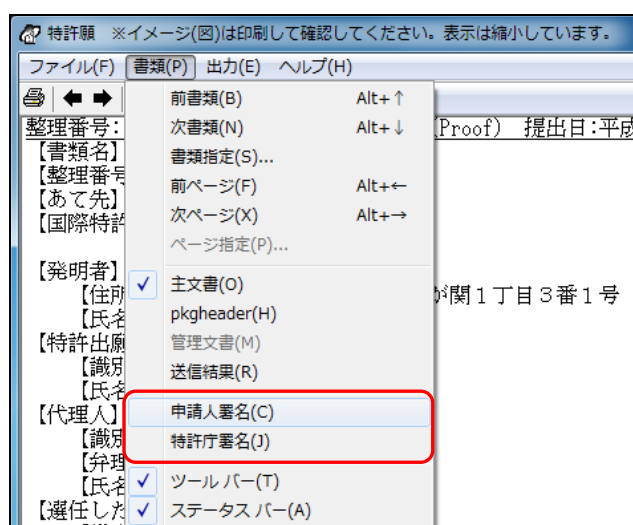 特許願 ※イメージ(図)は印刷して確認してください。表示は縮小しています。
ファイル(F) 書類(P) 出力(E) ヘルプ(H)
前書類(B) Alt+↑
整理番号: 次書類(N) Alt+↓ (Proof) 提出日:平成
【書類名】 書類指定(S)...
【整理番号 前ページ(F) Alt+←
【あて先】 次ページ(X) Alt+→
【国際特許 ページ指定(P)...
【発明者】 主文書(O)
【住所 pkgheader(H) が関1丁目3番1号
【氏名 管理文書(M)
【特許出願 送信結果(R)
【識別
【氏名
【代理人】 申請人署名(C)
【識別 特許庁署名(J)
【弁理
【氏名 ツール バー(T)
【選任した ステータス バー(A)